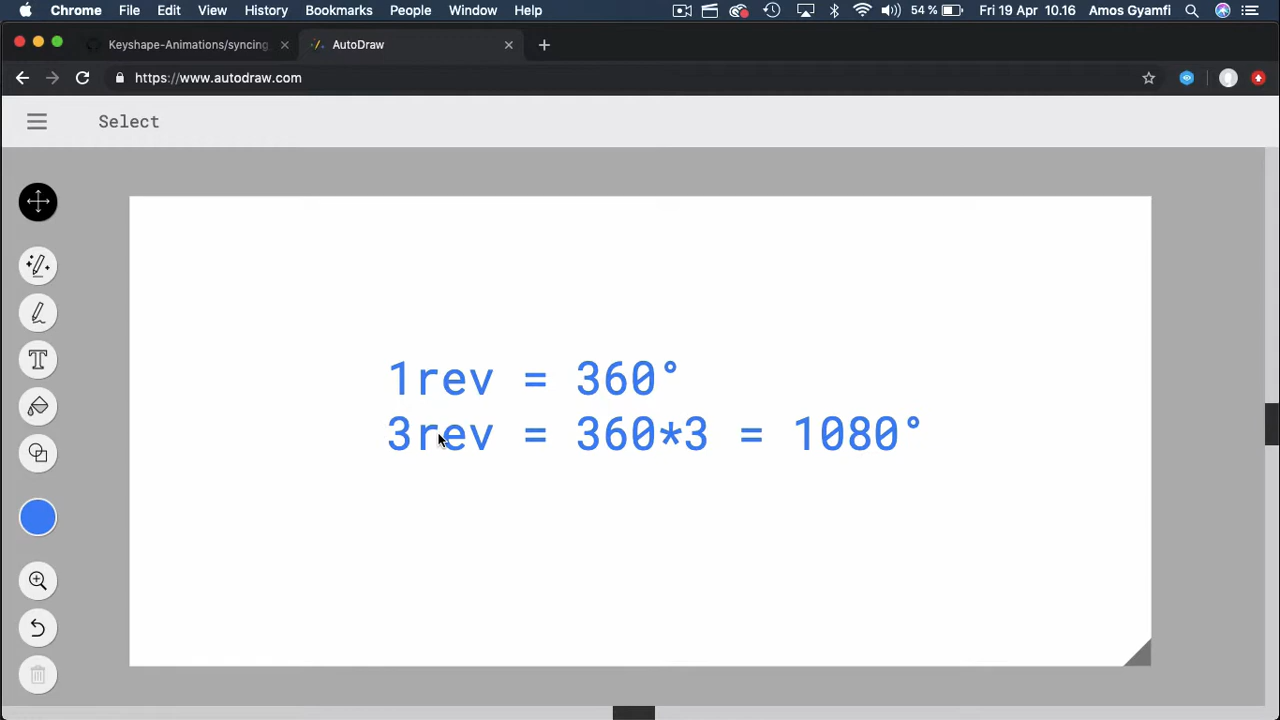 Chrome File Edit View History Bookmarks People Window Help 54 % Fri 19 Apr 10.16 Amos Gyamfi
Keyshape-Animations/syncing AutoDraw
https://www.autodraw.com
Select
1rev = 360°
3rev = 360*3 = 1080°